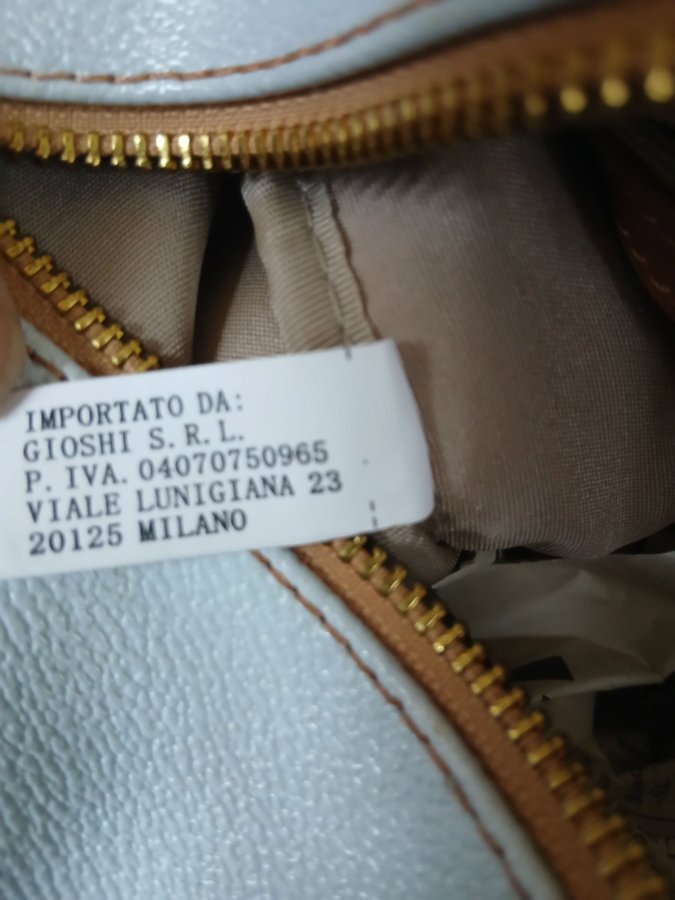 IMPORTATO DA:
GIOSHI S.R.L.
P. IVA. 04070750965
VIALE LUNIGIANA 23
20125 MILANO